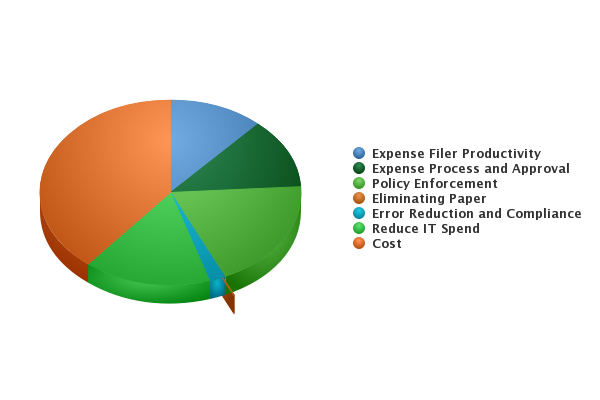 Expense Filer Productivity
Expense Process and Approval
Policy Enforcement
Eliminating Paper
Error Reduction and Compliance
Reduce IT Spend
Cost